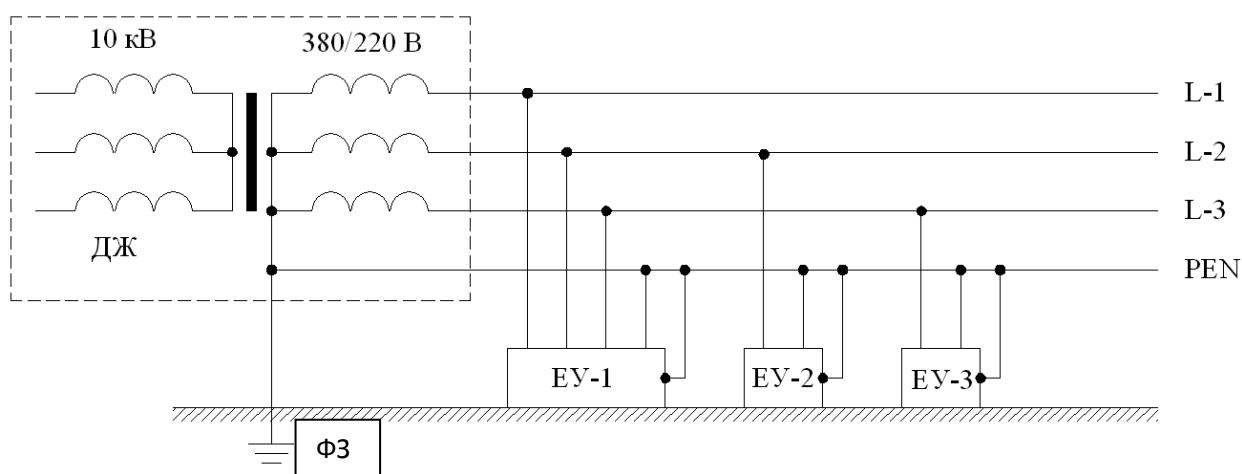 10 кВ
380/220 В
L-1
L-2
L-3
ДЖ
PEN
ЕУ-1
ЕУ-2
ЕУ-3
ФЗ